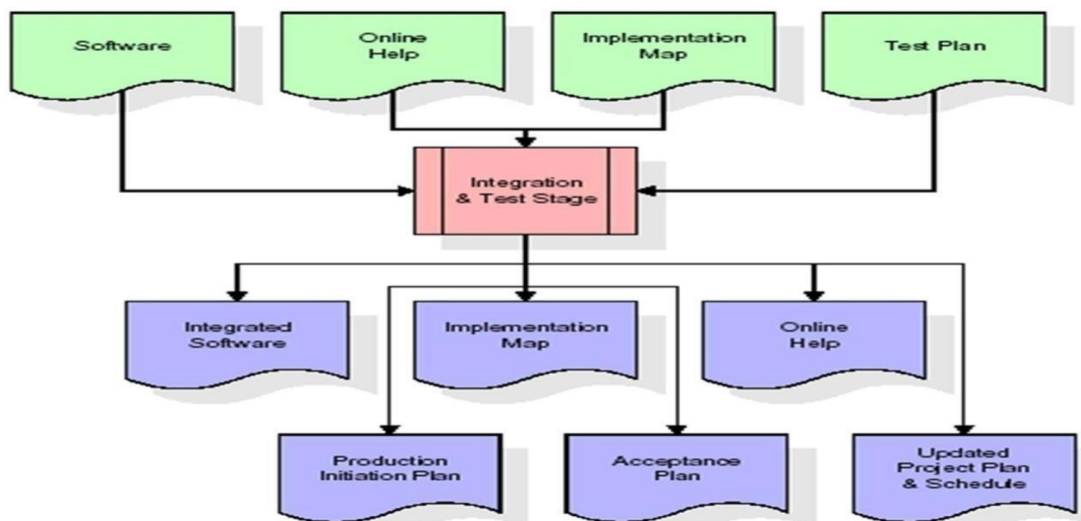 Software
Online
Help
Implementation
Map
Test Plan
Integration
& Test Stage
Integrated
Software
Implementation
Map
Online
Help
Production
Initiation Plan
Acceptance
Plan
Updated
Project Plan
& Schedule